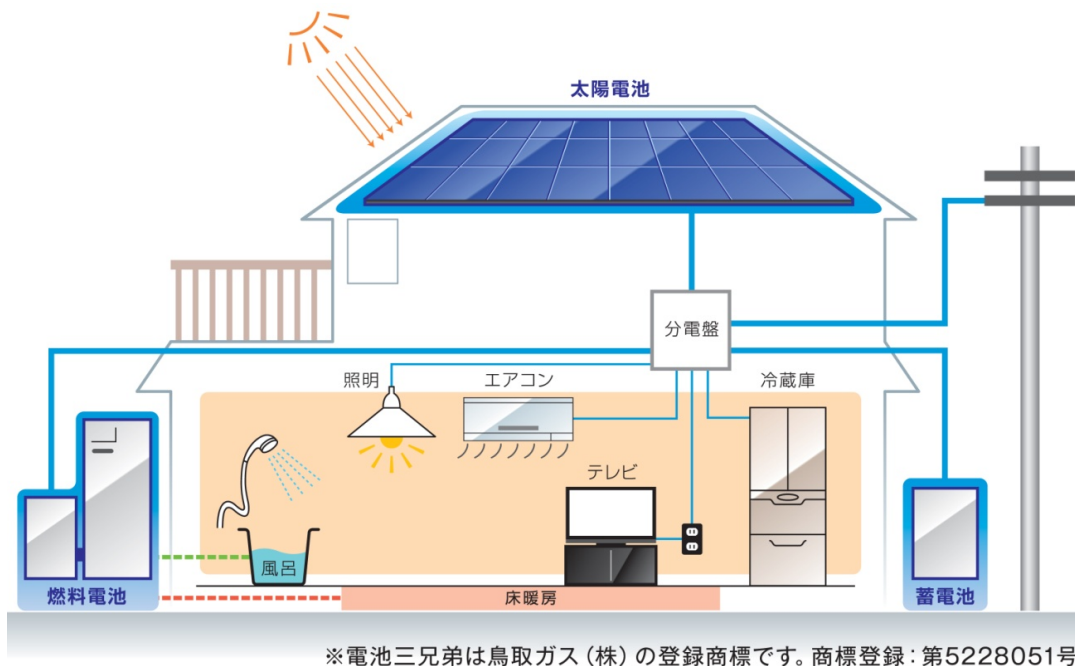 太陽電池
分電盤
照明
エアコン
冷蔵庫
テレビ
風呂
燃料電池
床暖房
蓄電池
※電池三兄弟は鳥取ガス（株）の登録商標です。商標登録：第5228051号